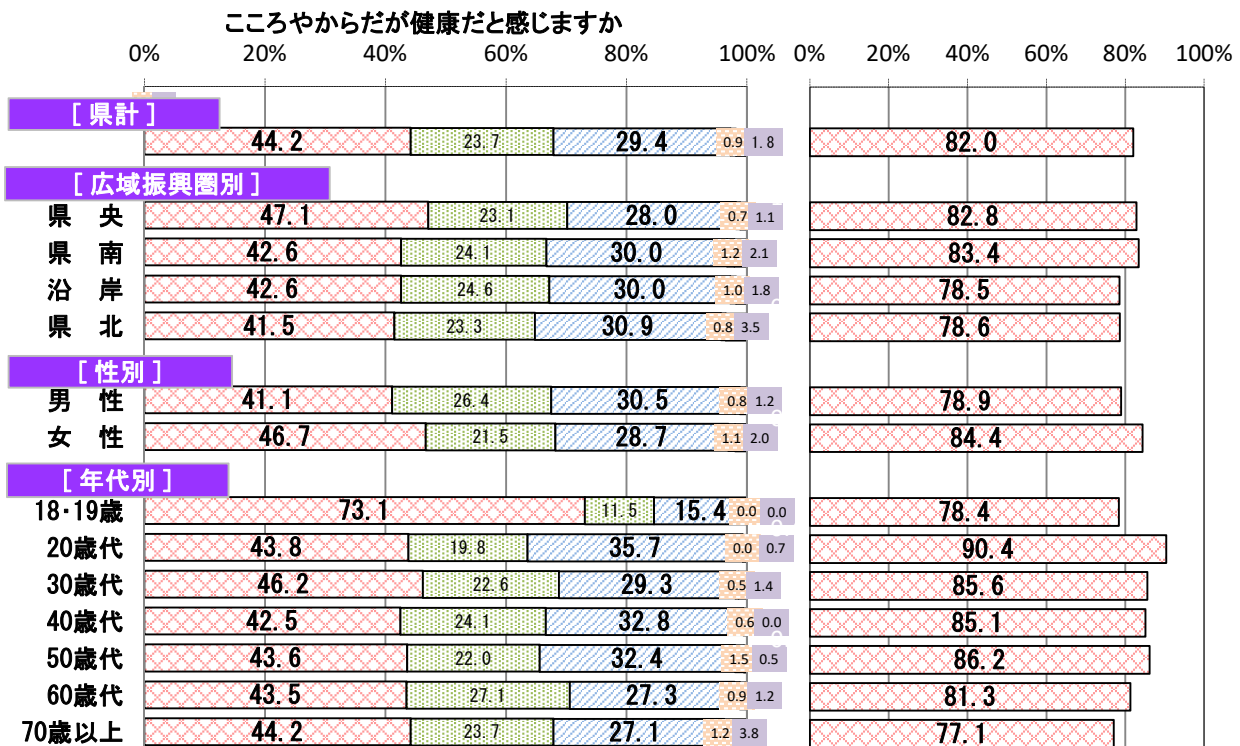 こころやからだが健康だと感じますか
0% 20% 40% 60% 80% 100% 0% 20% 40% 60% 80% 100%
[ 県計 ]
44.2 23.7 29.4 0.9 1.8 82.0
[ 広域振興圏別 ]
県 央 47.1 23.1 28.0 0.7 1.1 82.8
県 南 42.6 24.1 30.0 1.2 2.1 83.4
沿 岸 42.6 24.6 30.0 1.0 1.8 78.5
県 北 41.5 23.3 30.9 0.8 3.5 78.6
[ 性別 ]
男 性 41.1 26.4 30.5 0.8 1.2 78.9
女 性 46.7 21.5 28.7 1.1 2.0 84.4
[ 年代別 ]
18・19歳 73.1 11.5 15.4 0.0 0.0 78.4
20歳代 43.8 19.8 35.7 0.0 0.7 90.4
30歳代 46.2 22.6 29.3 0.5 1.4 85.6
40歳代 42.5 24.1 32.8 0.6 0.0 85.1
50歳代 43.6 22.0 32.4 1.5 0.5 86.2
60歳代 43.5 27.1 27.3 0.9 1.2 81.3
70歳以上 44.2 23.7 27.1 1.2 3.8 77.1